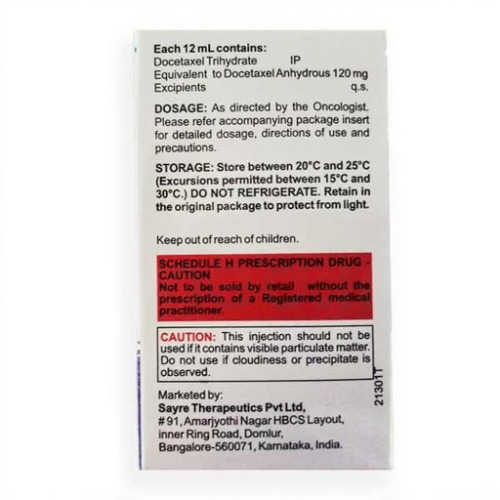 Each 12 mL contains:
Docetaxel Trihydrate IP
Equivalent to Docetaxel Anhydrous 120 mg
Excipients q.s.
DOSAGE: As directed by the Oncologist.
Please refer accompanying package insert
for detailed dosage, directions of use and
precautions.
STORAGE: Store between 20°C and 25°C
(Excursions permitted between 15°C and
30°C.) DO NOT REFRIGERATE. Retain in
the original package to protect from light.
Keep out of reach of children.
SCHEDULE H PRESCRIPTION DRUG -
CAUTION
Not to be sold by retail without the
prescription of a Registered medical
practitioner.
CAUTION: This injection should not be
used if it contains visible particulate matter.
Do not use if cloudiness or precipitate is
observed.
Marketed by:
Sayre Therapeutics Pvt Ltd,
# 91, Amarjyothi Nagar HBCS Layout,
inner Ring Road, Domlur,
Bangalore-560071, Karnataka, India.
21301T